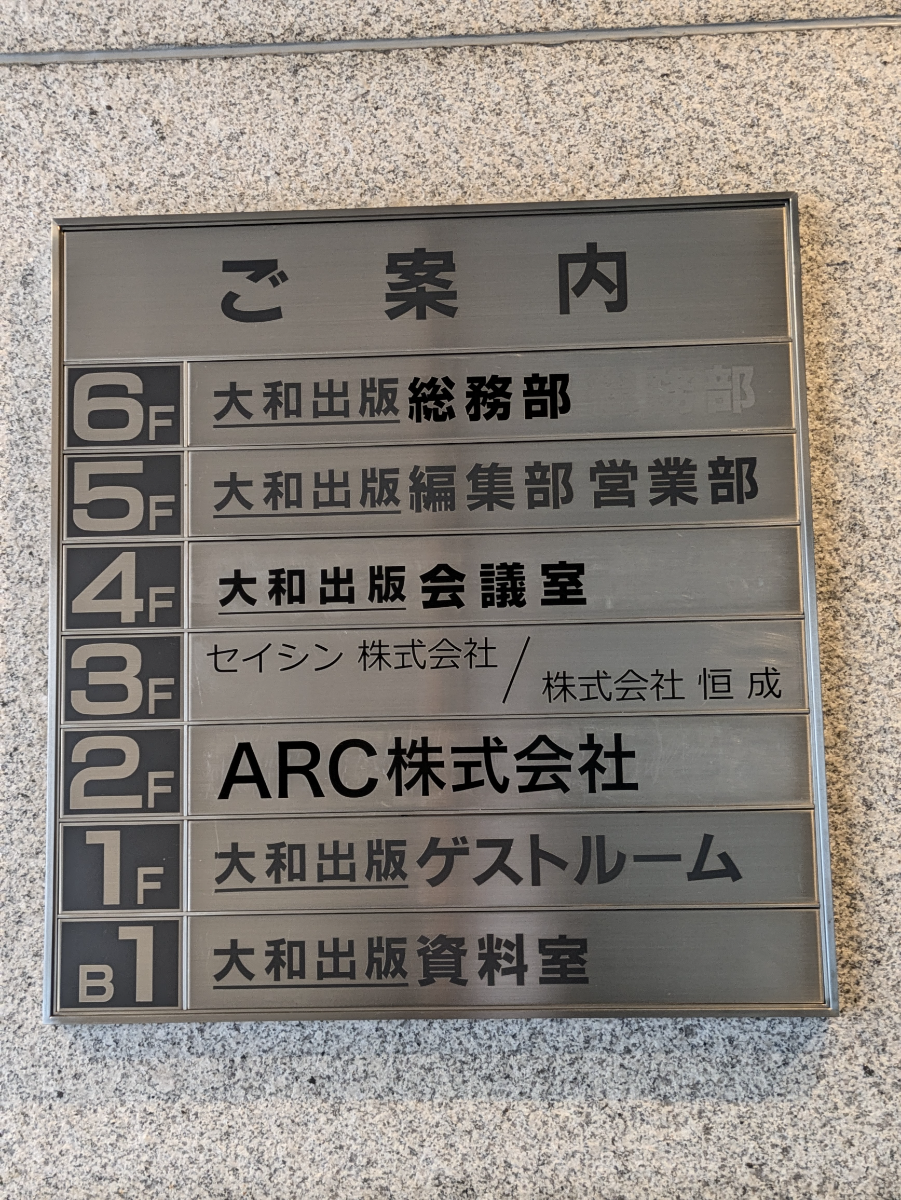 ご案内
6F 大和出版 総務部 務部
5F 大和出版 編集部 営業部
4F 大和出版 会議室
3F セイシン 株式会社 / 株式会社 恒成
2F ARC株式会社
1F 大和出版 ゲストルーム
B1 大和出版 資料室